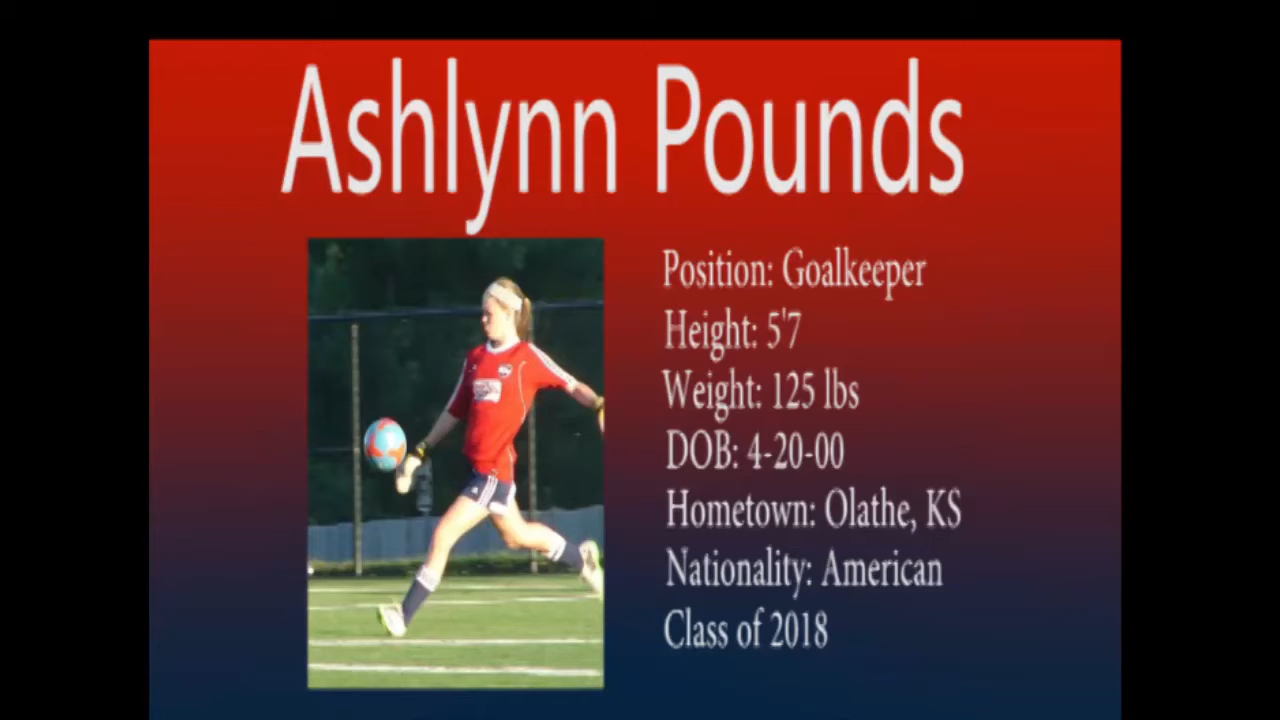 Ashlynn Pounds
Position: Goalkeeper
Height: 5'7
Weight: 125 lbs
DOB: 4-20-00
Hometown: Olathe, KS
Nationality: American
Class of 2018